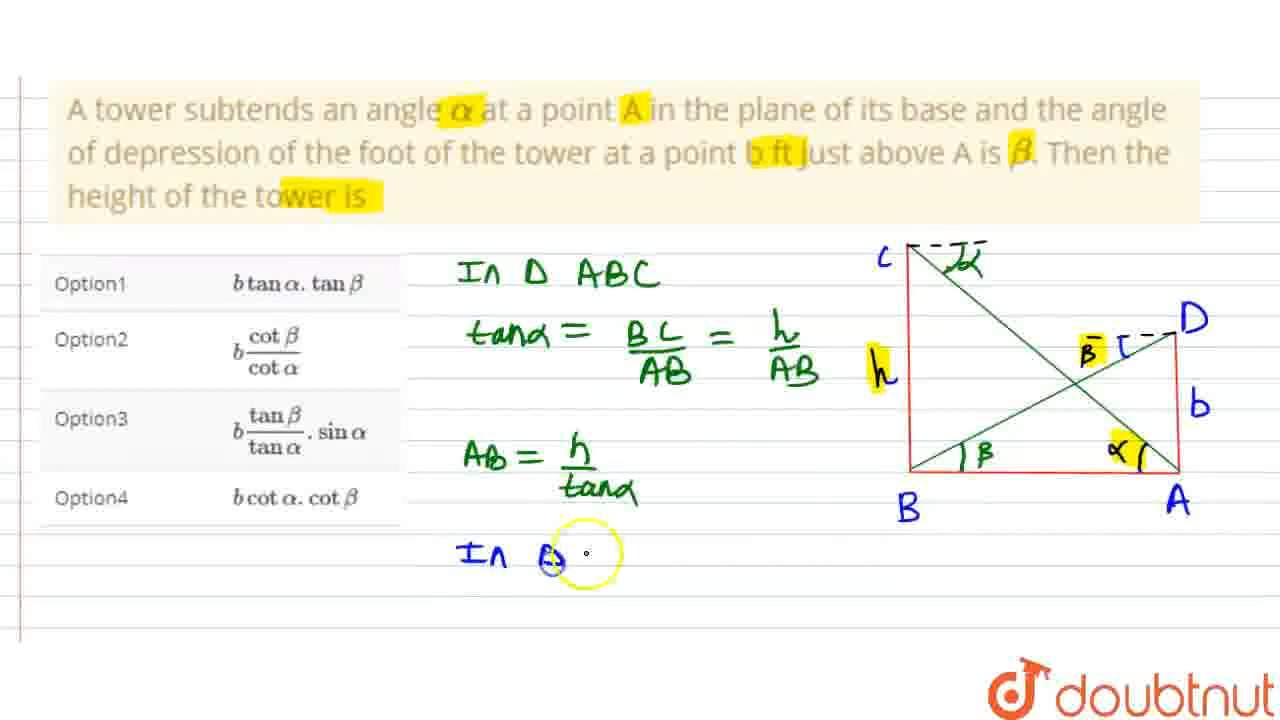 A tower subtends an angle α at a point A in the plane of its base and the angle
of depression of the foot of the tower at a point b ft just above A is β. Then the
height of the tower is
Option1 b tan α. tan β
Option2 b cot β / cot α
Option3 b tan β / tan α . sin α
Option4 b cot α. cot β
In Δ ABC
tanα = BC/AB = h/AB
AB = h/tanα
In Δ
C
α
D
β
h
b
β
α
B
A
doubtnut